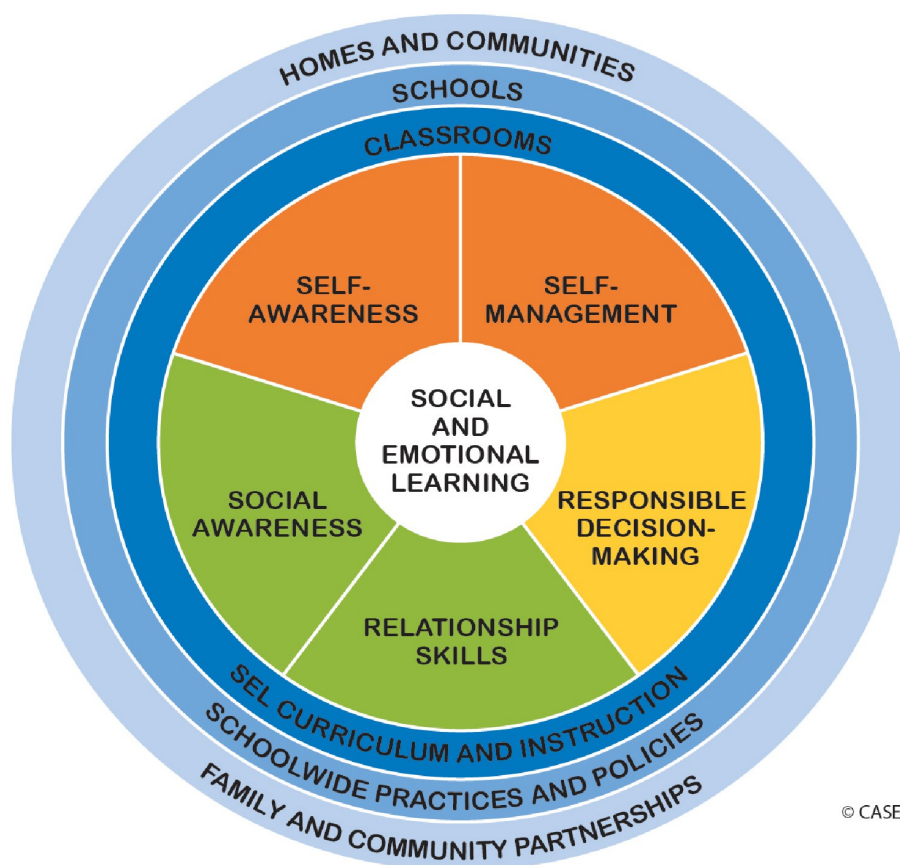 HOMES AND COMMUNITIES
SCHOOLS
CLASSROOMS
SELF-
AWARENESS
SELF-
MANAGEMENT
SOCIAL
AND
EMOTIONAL
LEARNING
SOCIAL
AWARENESS
RESPONSIBLE
DECISION-
MAKING
RELATIONSHIP
SKILLS
SEL CURRICULUM AND INSTRUCTION
SCHOOLWIDE PRACTICES AND POLICIES
FAMILY AND COMMUNITY PARTNERSHIPS
© CASE